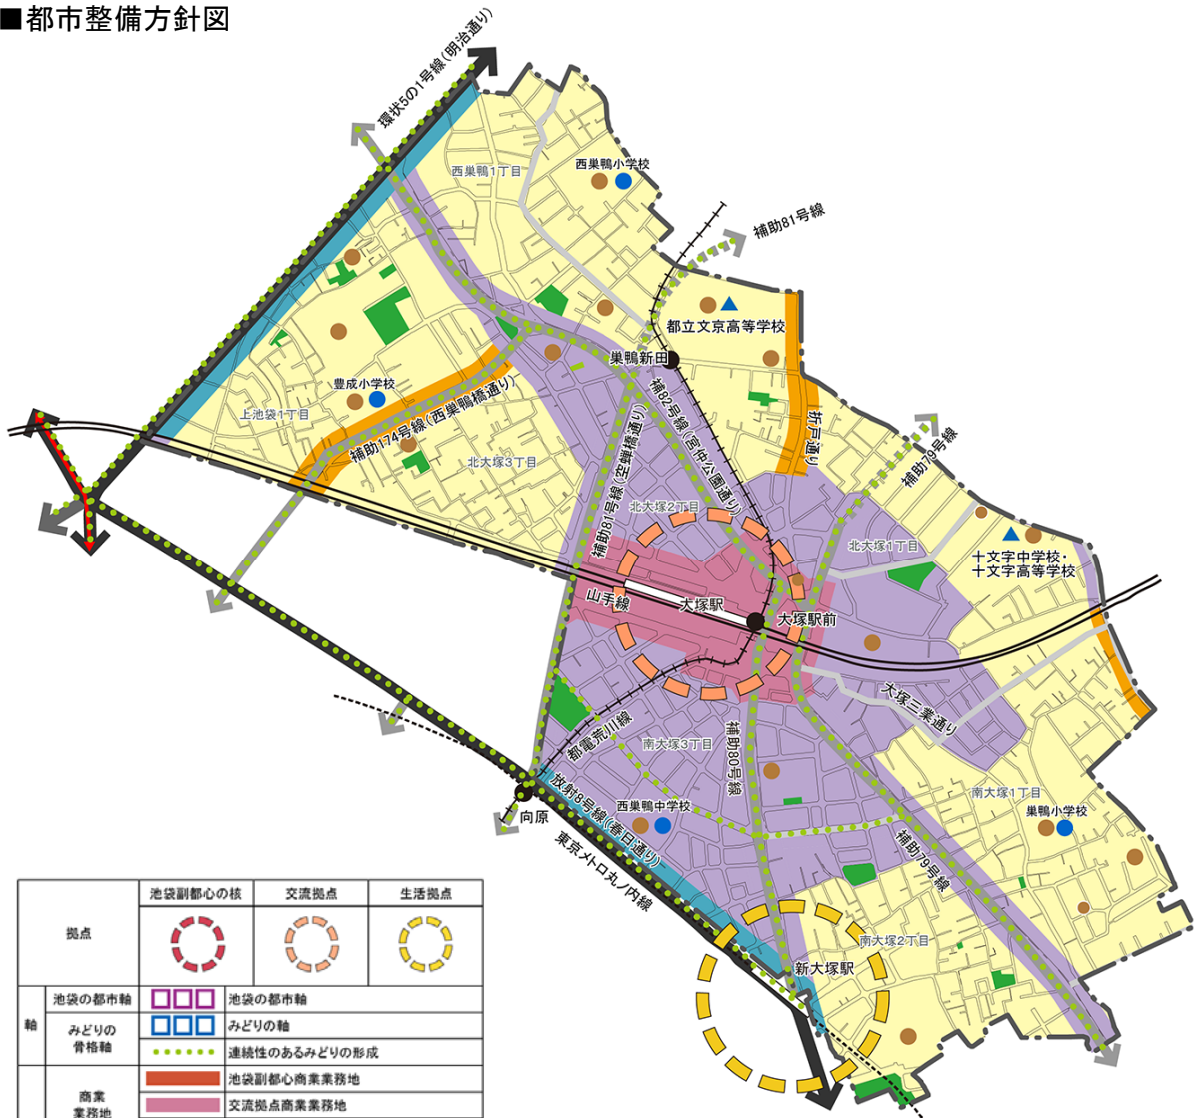 ■都市整備方針図
環状5の1号線(明治通り)
西巣鴨1丁目
西巣鴨小学校
補助81号線
都立文京高等学校
巣鴨新田
豊成小学校
上池袋1丁目
補助174号線(西巣鴨橋通り)
補82号線(宮仲公園通り)
折戸通り
補助79号線
北大塚3丁目
補助81号線(空蝉橋通り)
北大塚2丁目
北大塚1丁目
十文字中学校・
十文字高等学校
山手線
大塚駅
大塚駅前
大塚三業通り
都電荒川線
南大塚3丁目
補助80号線
放射8号線(春日通り)
西巣鴨中学校
南大塚1丁目
巣鴨小学校
向原
東京メトロ丸ノ内線
補助79号線
南大塚2丁目
新大塚駅
池袋副都心の核
交流拠点
生活拠点
拠点
軸
池袋の都市軸
池袋の都市軸
みどりの
骨格軸
みどりの軸
連続性のあるみどりの形成
商業
業務地
池袋副都心商業業務地
交流拠点商業業務地